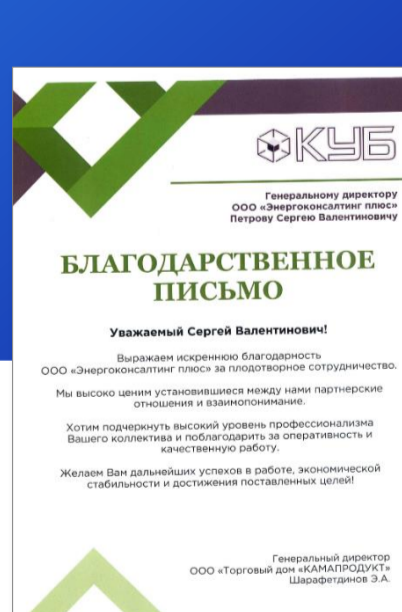 КУБ
Генеральному директору
ООО «Энергоконсалтинг плюс»
Петрову Сергею Валентиновичу
БЛАГОДАРСТВЕННОЕ
ПИСЬМО
Уважаемый Сергей Валентинович!
Выражаем искреннюю благодарность
ООО «Энергоконсалтинг плюс» за плодотворное сотрудничество.
Мы высоко ценим установившиеся между нами партнерские
отношения и взаимопонимание.
Хотим подчеркнуть высокий уровень профессионализма
Вашего коллектива и поблагодарить за оперативность и
качественную работу.
Желаем Вам дальнейших успехов в работе, экономической
стабильности и достижения поставленных целей!
Генеральный директор
ООО «Торговый дом «КАМАПРОДУКТ»
Шарафетдинов Э.А.